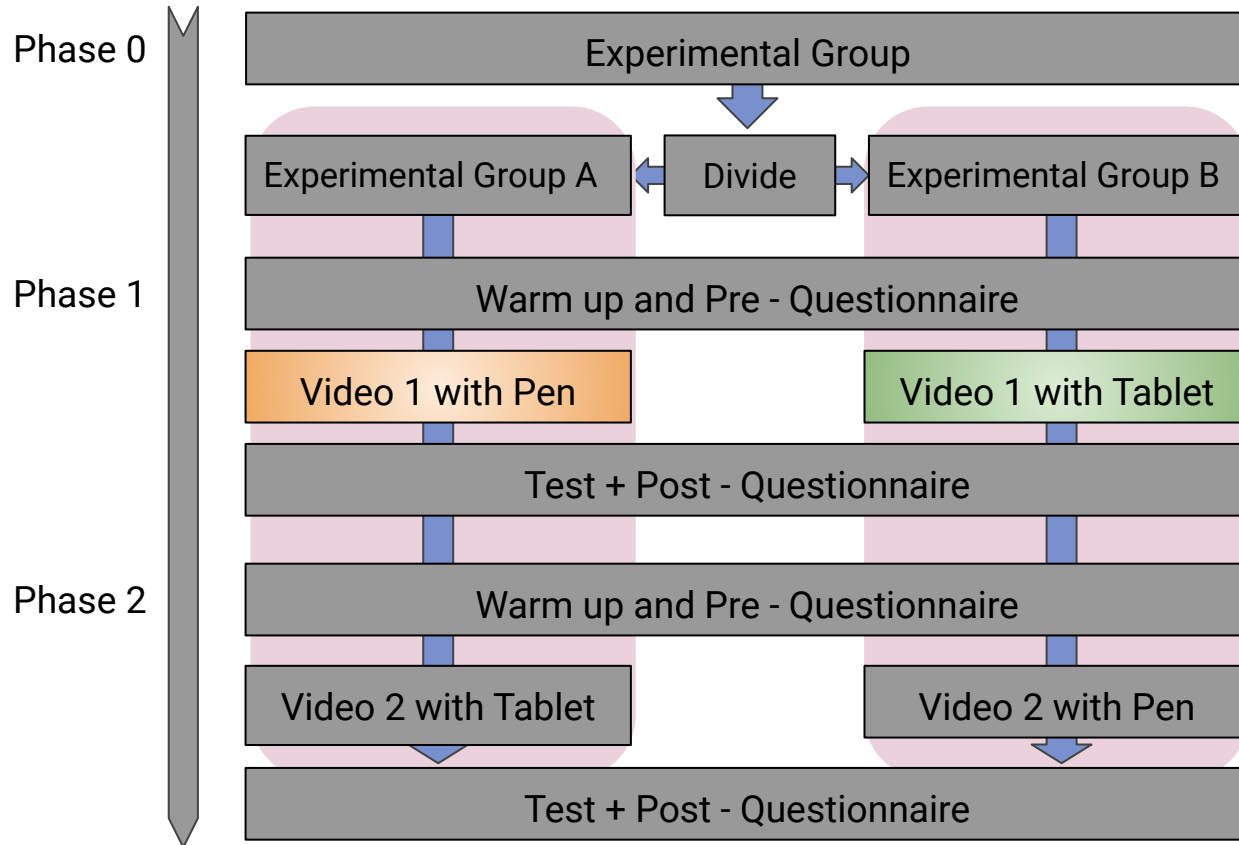 Phase 0
Experimental Group
Experimental Group A
Divide
Experimental Group B
Phase 1
Warm up and Pre - Questionnaire
Video 1 with Pen
Video 1 with Tablet
Test + Post - Questionnaire
Phase 2
Warm up and Pre - Questionnaire
Video 2 with Tablet
Video 2 with Pen
Test + Post - Questionnaire